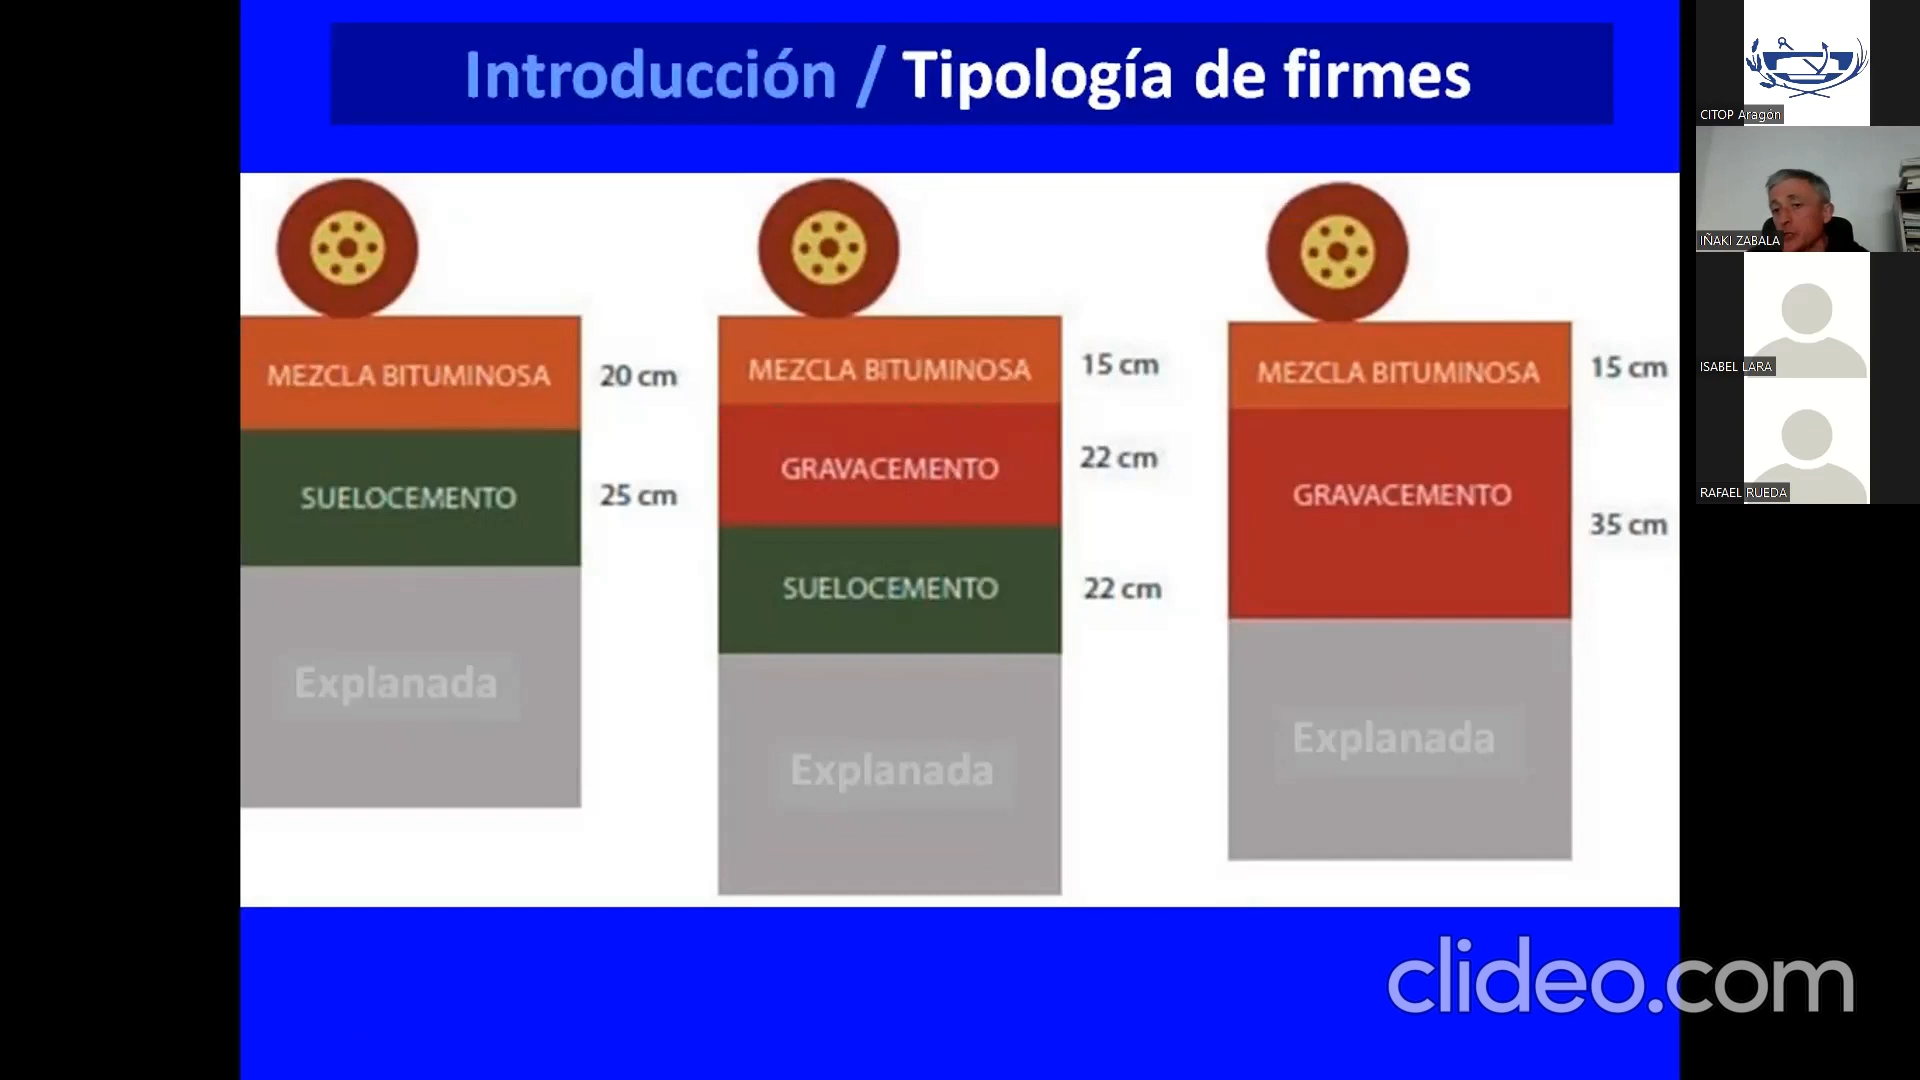 Introducción / Tipología de firmes
MEZCLA BITUMINOSA
20 cm
SUELOCEMENTO
25 cm
Explanada
MEZCLA BITUMINOSA
15 cm
GRAVACEMENTO
22 cm
SUELOCEMENTO
22 cm
Explanada
MEZCLA BITUMINOSA
15 cm
GRAVACEMENTO
35 cm
Explanada
CITOP Aragón
IÑAKI ZABALA
ISABEL LARA
RAFAEL RUEDA
clideo.com